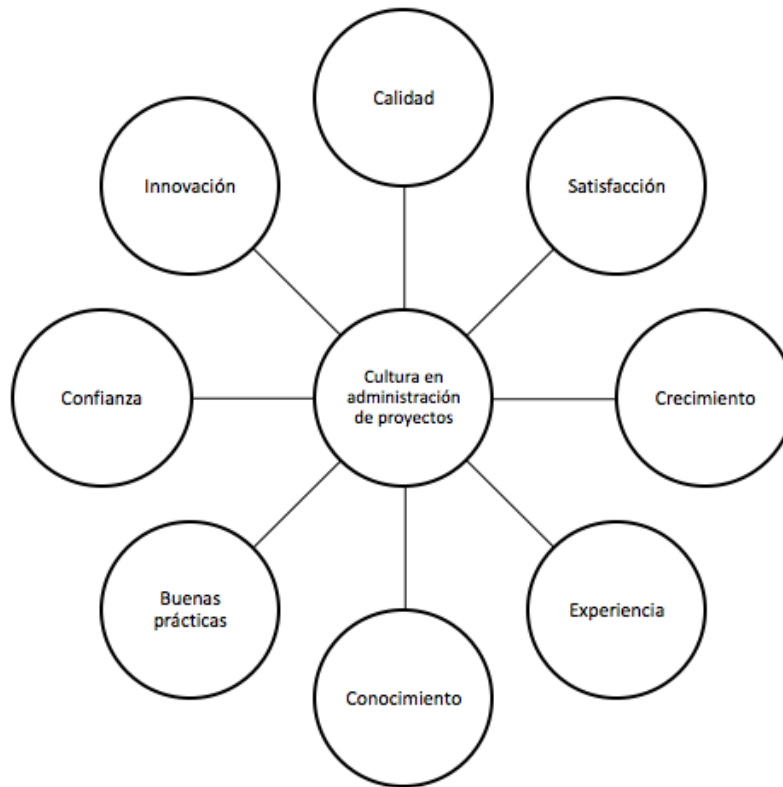 Calidad
Innovación
Satisfacción
Confianza
Cultura en
administración
de proyectos
Crecimiento
Buenas
prácticas
Experiencia
Conocimiento